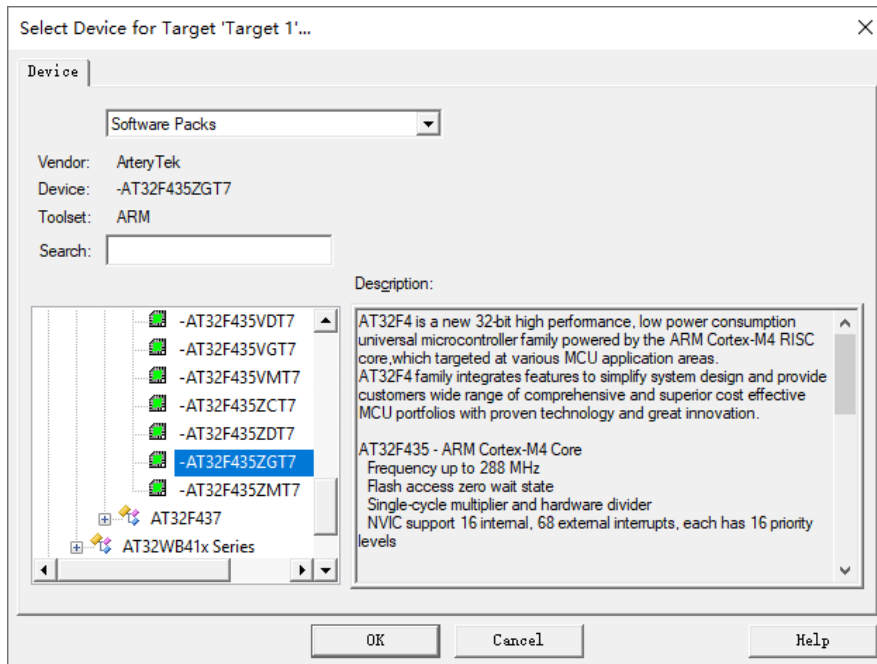 Select Device for Target 'Target 1'...
Device
Software Packs
Vendor: ArteryTek
Device: -AT32F435ZGT7
Toolset: ARM
Search:
Description:
-AT32F435VDT7
-AT32F435VGT7
-AT32F435VMT7
-AT32F435ZCT7
-AT32F435ZDT7
-AT32F435ZGT7
-AT32F435ZMT7
AT32F437
AT32WB41x Series
AT32F4 is a new 32-bit high performance, low power consumption
universal microcontroller family powered by the ARM Cortex-M4 RISC
core,which targeted at various MCU application areas.
AT32F4 family integrates features to simplify system design and provide
customers wide range of comprehensive and superior cost effective
MCU portfolios with proven technology and great innovation.
AT32F435 - ARM Cortex-M4 Core
Frequency up to 288 MHz
Flash access zero wait state
Single-cycle multiplier and hardware divider
NVIC support 16 internal, 68 external interrupts, each has 16 priority
levels
OK
Cancel
Help